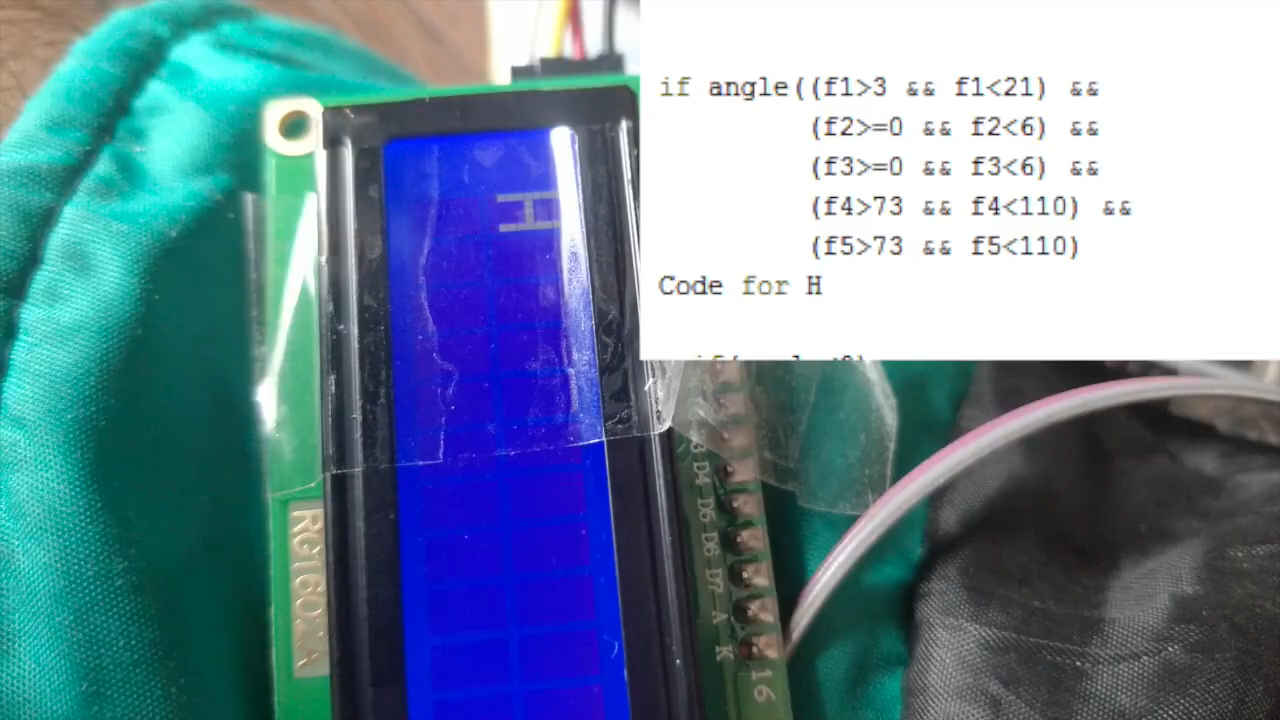 if angle((f1>3 && f1<21) &&
(f2>=0 && f2<6) &&
(f3>=0 && f3<6) &&
(f4>73 && f4<110) &&
(f5>73 && f5<110)
Code for H
H
RG1602A
D4 D5 D6 D7 A K
16